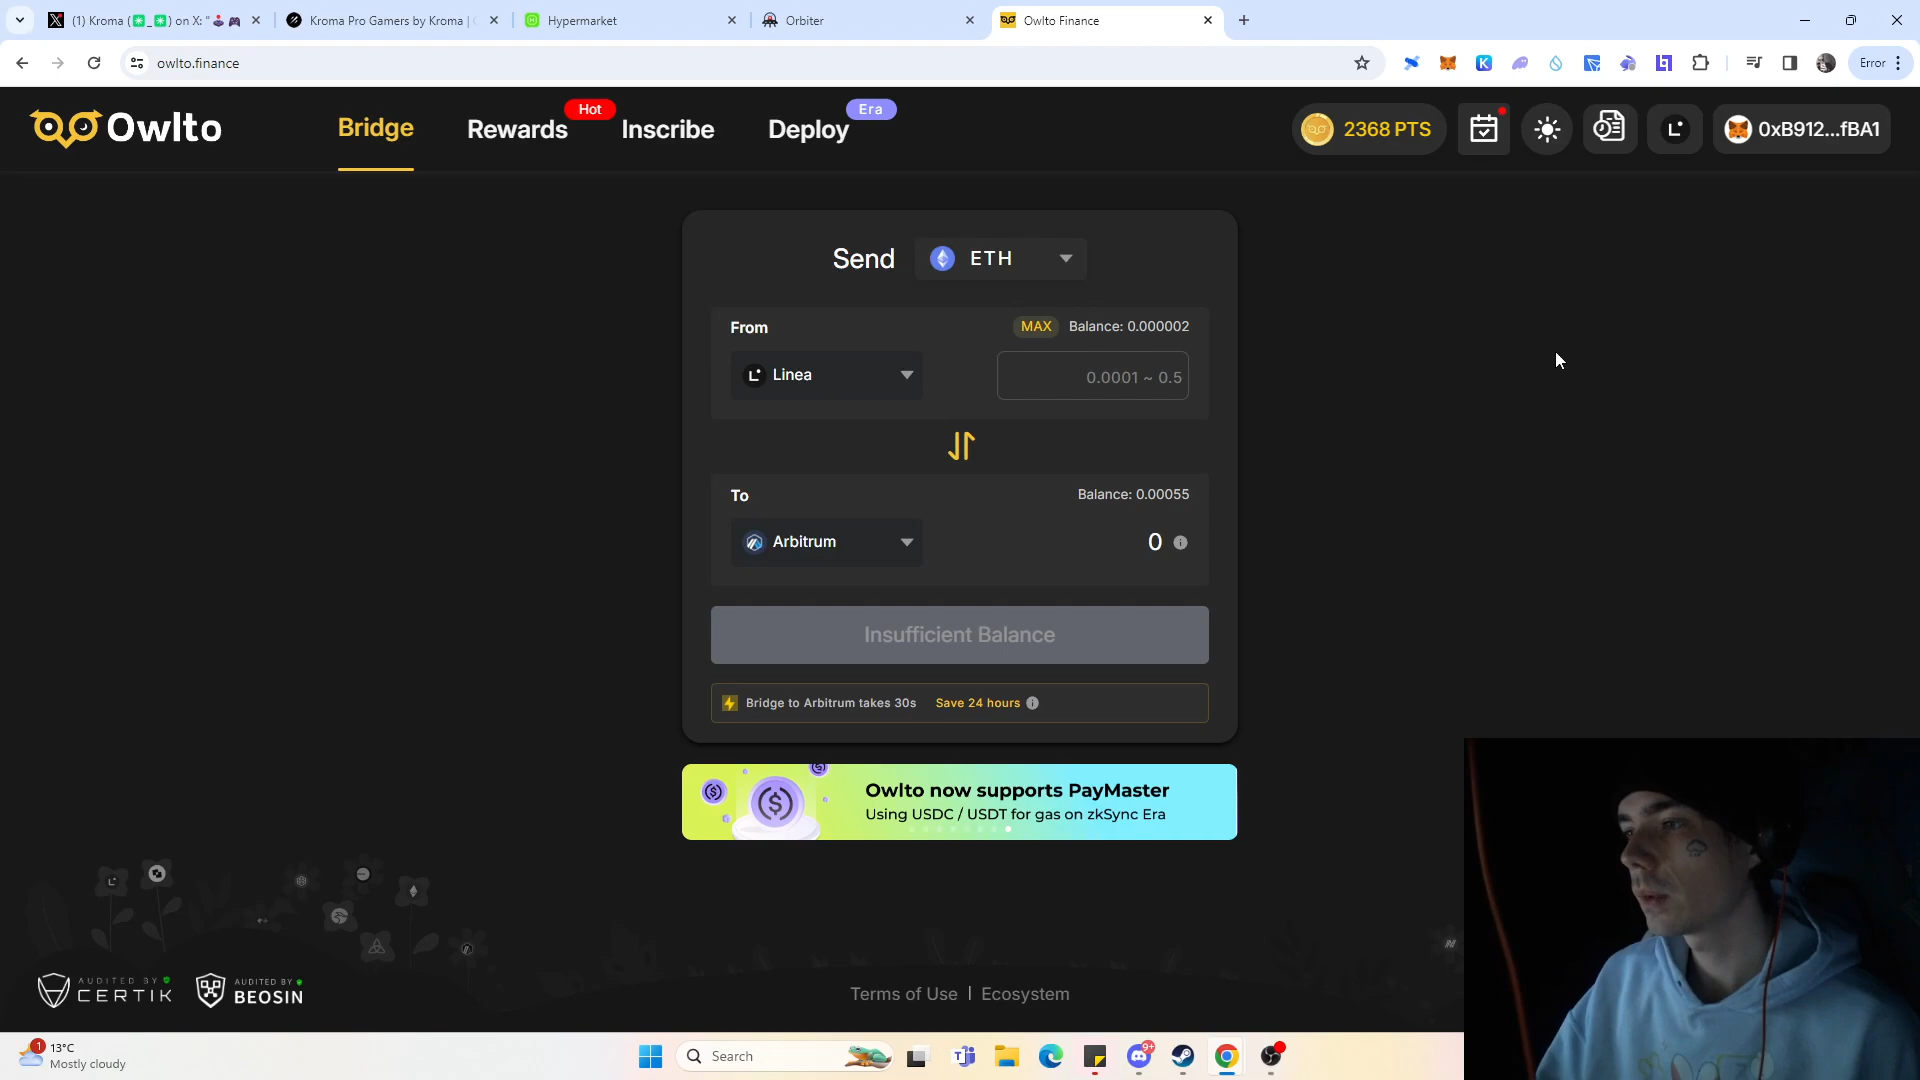 (1) Kroma (✳️_✳️) on X: "🕹️ 🎮
Kroma Pro Gamers by Kroma |
Hypermarket
Orbiter
Owlto Finance
owlto.finance
Error
Owlto
Bridge
Rewards
Hot
Inscribe
Deploy
Era
2368 PTS
0xB912...fBA1
Send
ETH
From
MAX
Balance: 0.000002
Linea
0.0001 ~ 0.5
To
Balance: 0.00055
Arbitrum
0
Insufficient Balance
Bridge to Arbitrum takes 30s
Save 24 hours
Owlto now supports PayMaster
Using USDC / USDT for gas on zkSync Era
AUDITED BY
CERTIK
AUDITED BY
BEOSIN
Terms of Use | Ecosystem
1
13°C
Mostly cloudy
Search
9+